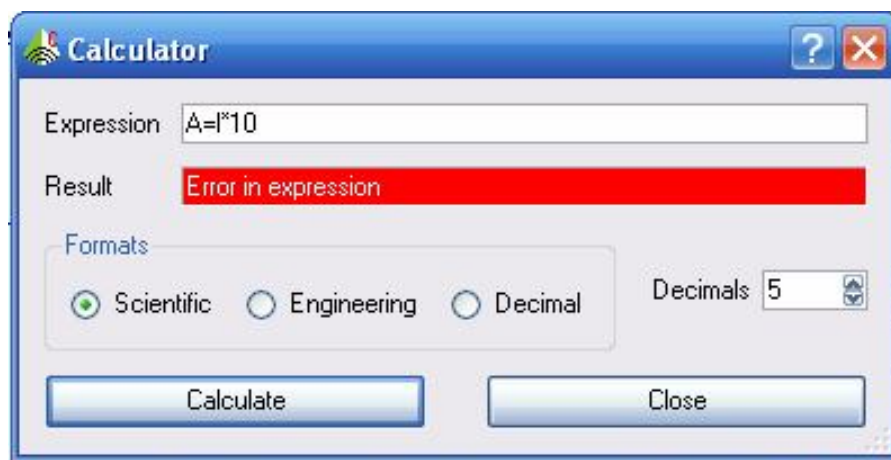 Calculator
Expression A=I*10
Result Error in expression
Formats
Scientific Engineering Decimal Decimals 5
Calculate Close